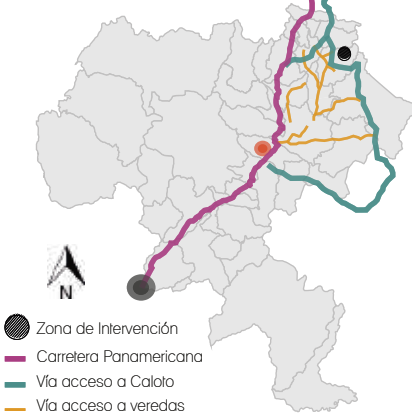 N
Zona de Intervención
Carretera Panamericana
Vía acceso a Caloto
Vía acceso a veredas